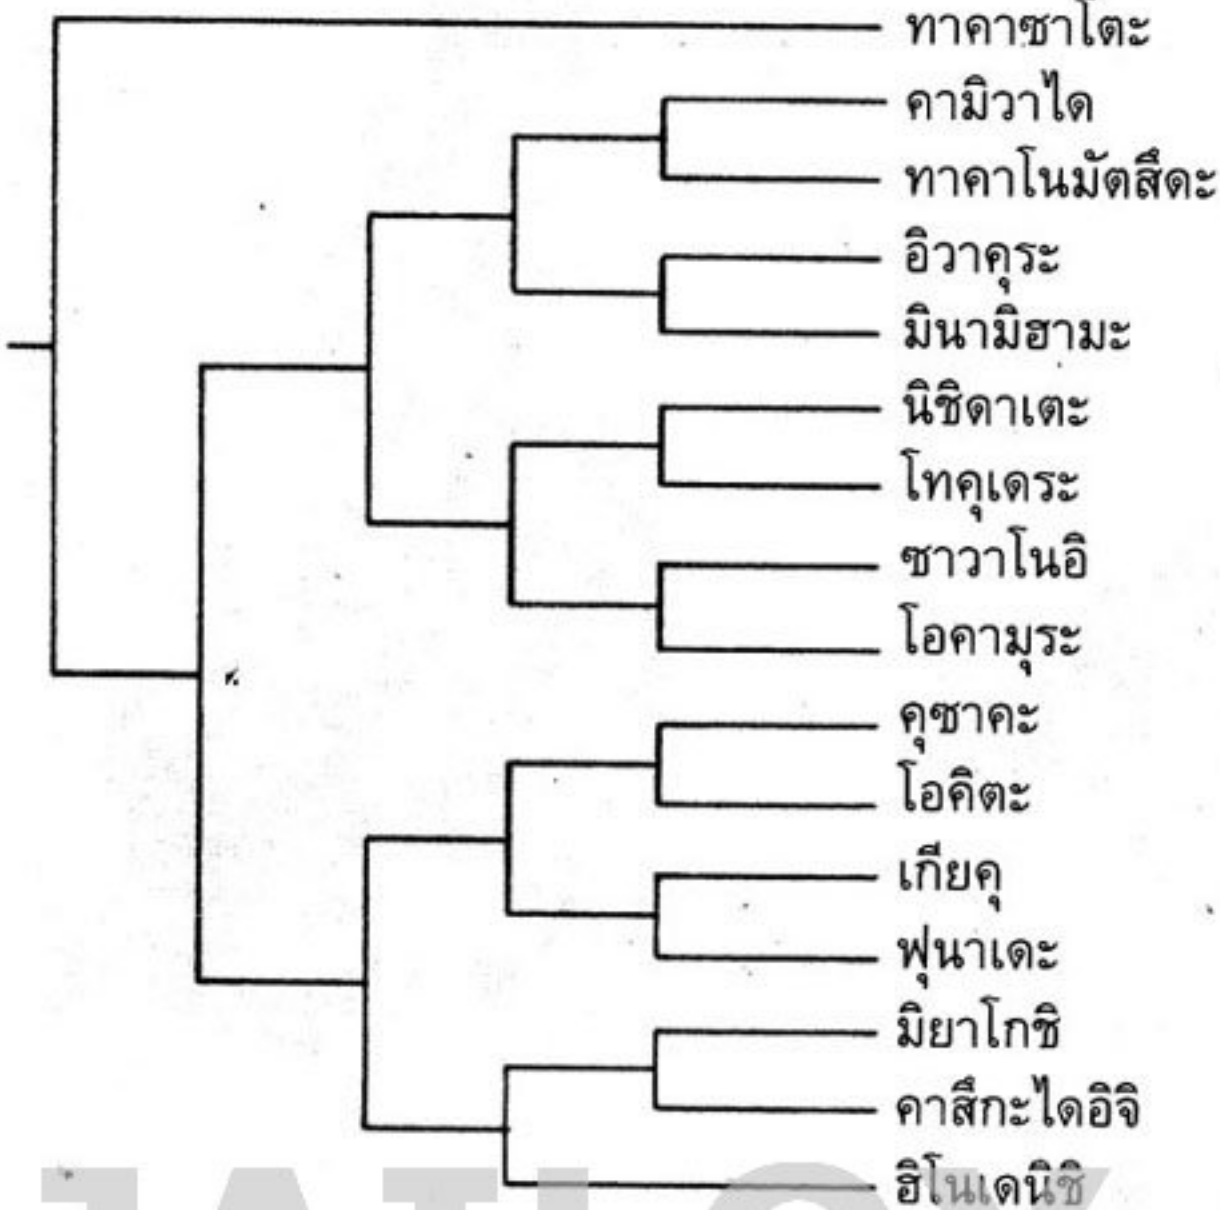 ทาคาซาโตะ
คามิวาได
ทาคาโนมัตสึดะ
อิวาคุระ
มินามิฮามะ
นิชิดาเตะ
โทคุเดระ
ซาวาโนอิ
โอคามุระ
คุซาคะ
โอคิตะ
เกียคุ
ฟุนาเดะ
มิยาโกชิ
คาสึกะไดอิจิ
ฮิโนเดนิชิ